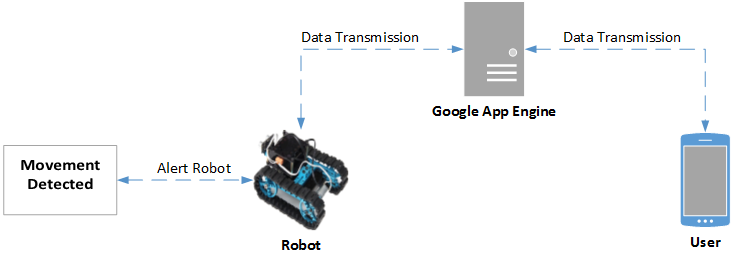 Data Transmission
Data Transmission
Google App Engine
Movement
Detected
Alert Robot
Robot
User